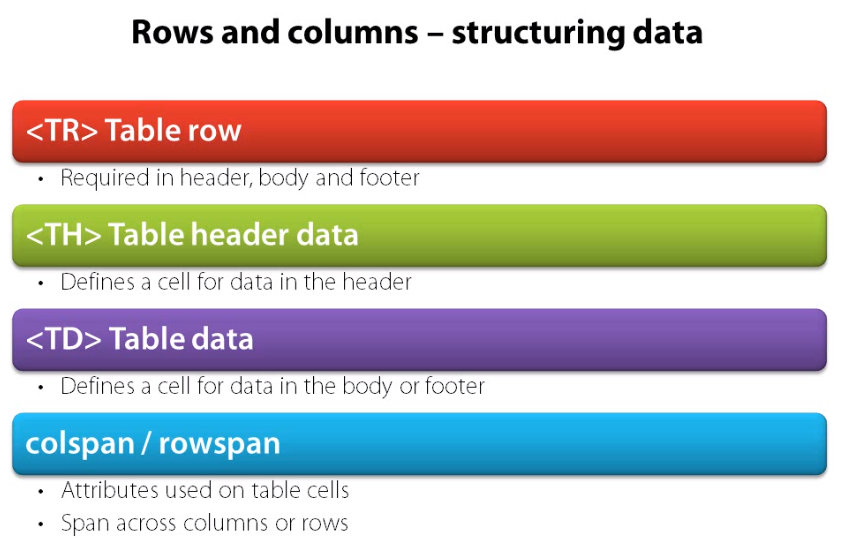 Rows and columns – structuring data
<TR> Table row
• Required in header, body and footer
<TH> Table header data
• Defines a cell for data in the header
<TD> Table data
• Defines a cell for data in the body or footer
colspan / rowspan
• Attributes used on table cells
• Span across columns or rows